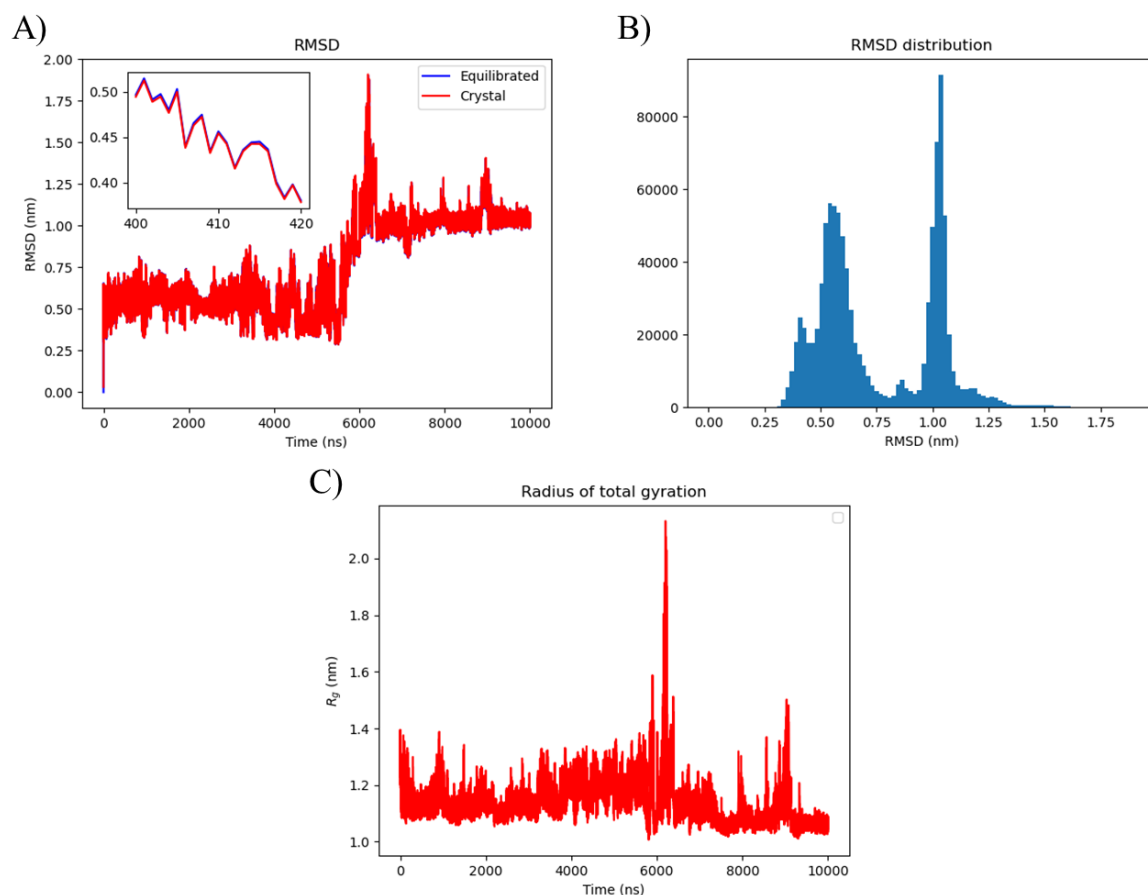 A)
RMSD
2.00
1.75
1.50
1.25
1.00
0.75
0.50
0.25
0.00
RMSD (nm)
0.50
0.45
0.40
400 410 420
Equilibrated
Crystal
0 2000 4000 6000 8000 10000
Time (ns)
B)
RMSD distribution
80000
60000
40000
20000
0
0.00 0.25 0.50 0.75 1.00 1.25 1.50 1.75
RMSD (nm)
C)
Radius of total gyration
2.0
1.8
1.6
1.4
1.2
1.0
Rg (nm)
0 2000 4000 6000 8000 10000
Time (ns)